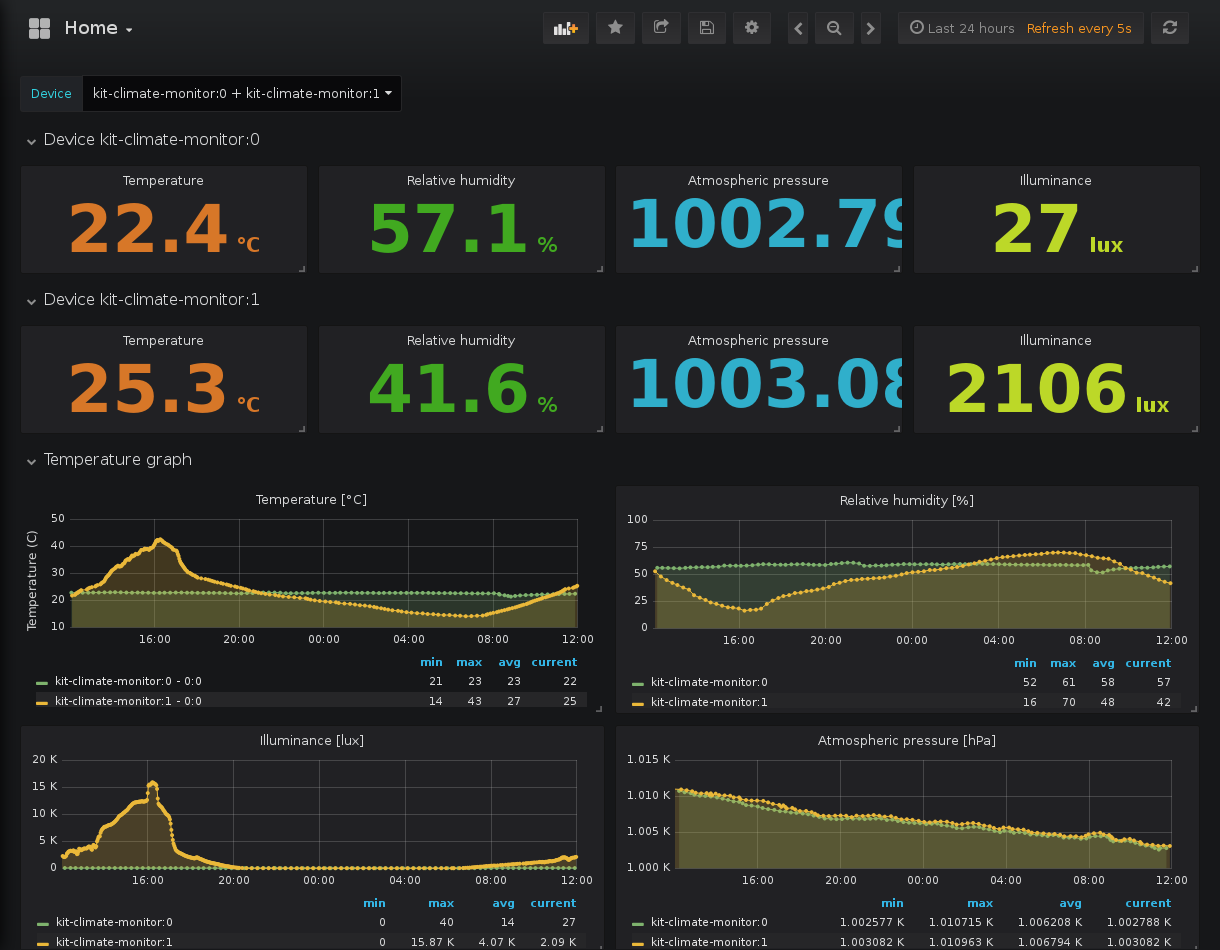 Home
Last 24 hours Refresh every 5s
Device kit-climate-monitor:0 + kit-climate-monitor:1
Device kit-climate-monitor:0
Temperature Relative humidity Atmospheric pressure Illuminance
22.4 °C 57.1 % 1002.79 27 lux
Device kit-climate-monitor:1
Temperature Relative humidity Atmospheric pressure Illuminance
25.3 °C 41.6 % 1003.08 2106 lux
Temperature graph
Temperature [°C]
Temperature (C)
50
40
30
20
10
16:00 20:00 00:00 04:00 08:00 12:00
min max avg current
kit-climate-monitor:0 - 0:0 21 23 23 22
kit-climate-monitor:1 - 0:0 14 43 27 25
Relative humidity [%]
100
75
50
25
0
16:00 20:00 00:00 04:00 08:00 12:00
min max avg current
kit-climate-monitor:0 52 61 58 57
kit-climate-monitor:1 16 70 48 42
Illuminance [lux]
20 K
15 K
10 K
5 K
0
16:00 20:00 00:00 04:00 08:00 12:00
min max avg current
kit-climate-monitor:0 0 40 14 27
kit-climate-monitor:1 0 15.87 K 4.07 K 2.09 K
Atmospheric pressure [hPa]
1.015 K
1.010 K
1.005 K
1.000 K
16:00 20:00 00:00 04:00 08:00 12:00
min max avg current
kit-climate-monitor:0 1.002577 K 1.010715 K 1.006208 K 1.002788 K
kit-climate-monitor:1 1.003082 K 1.010963 K 1.006794 K 1.003082 K